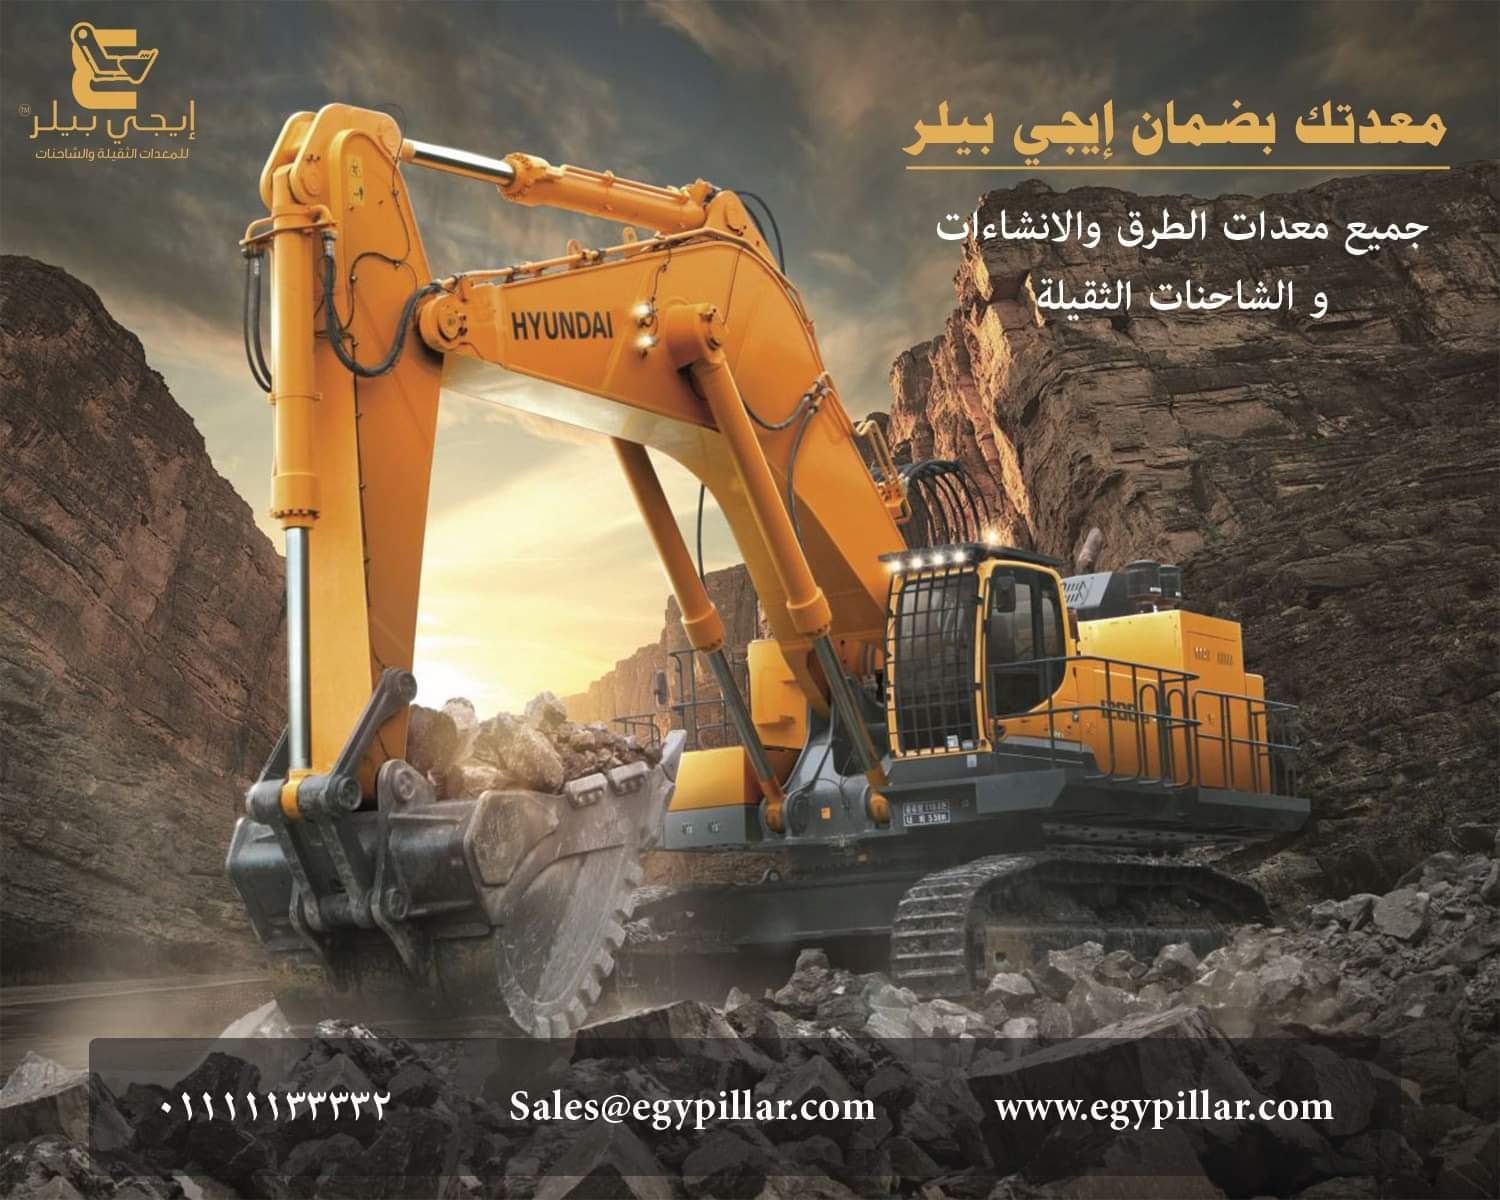 إيجي بيلر
TM
للمعدات الثقيلة والشاحنات
معدتك بضمان إيجي بيلر
جميع معدات الطرق والانشاءات
و الشاحنات الثقيلة
HYUNDAI
٠١١١١١٣٣٣٣٢
Sales@egypillar.com
www.egypillar.com